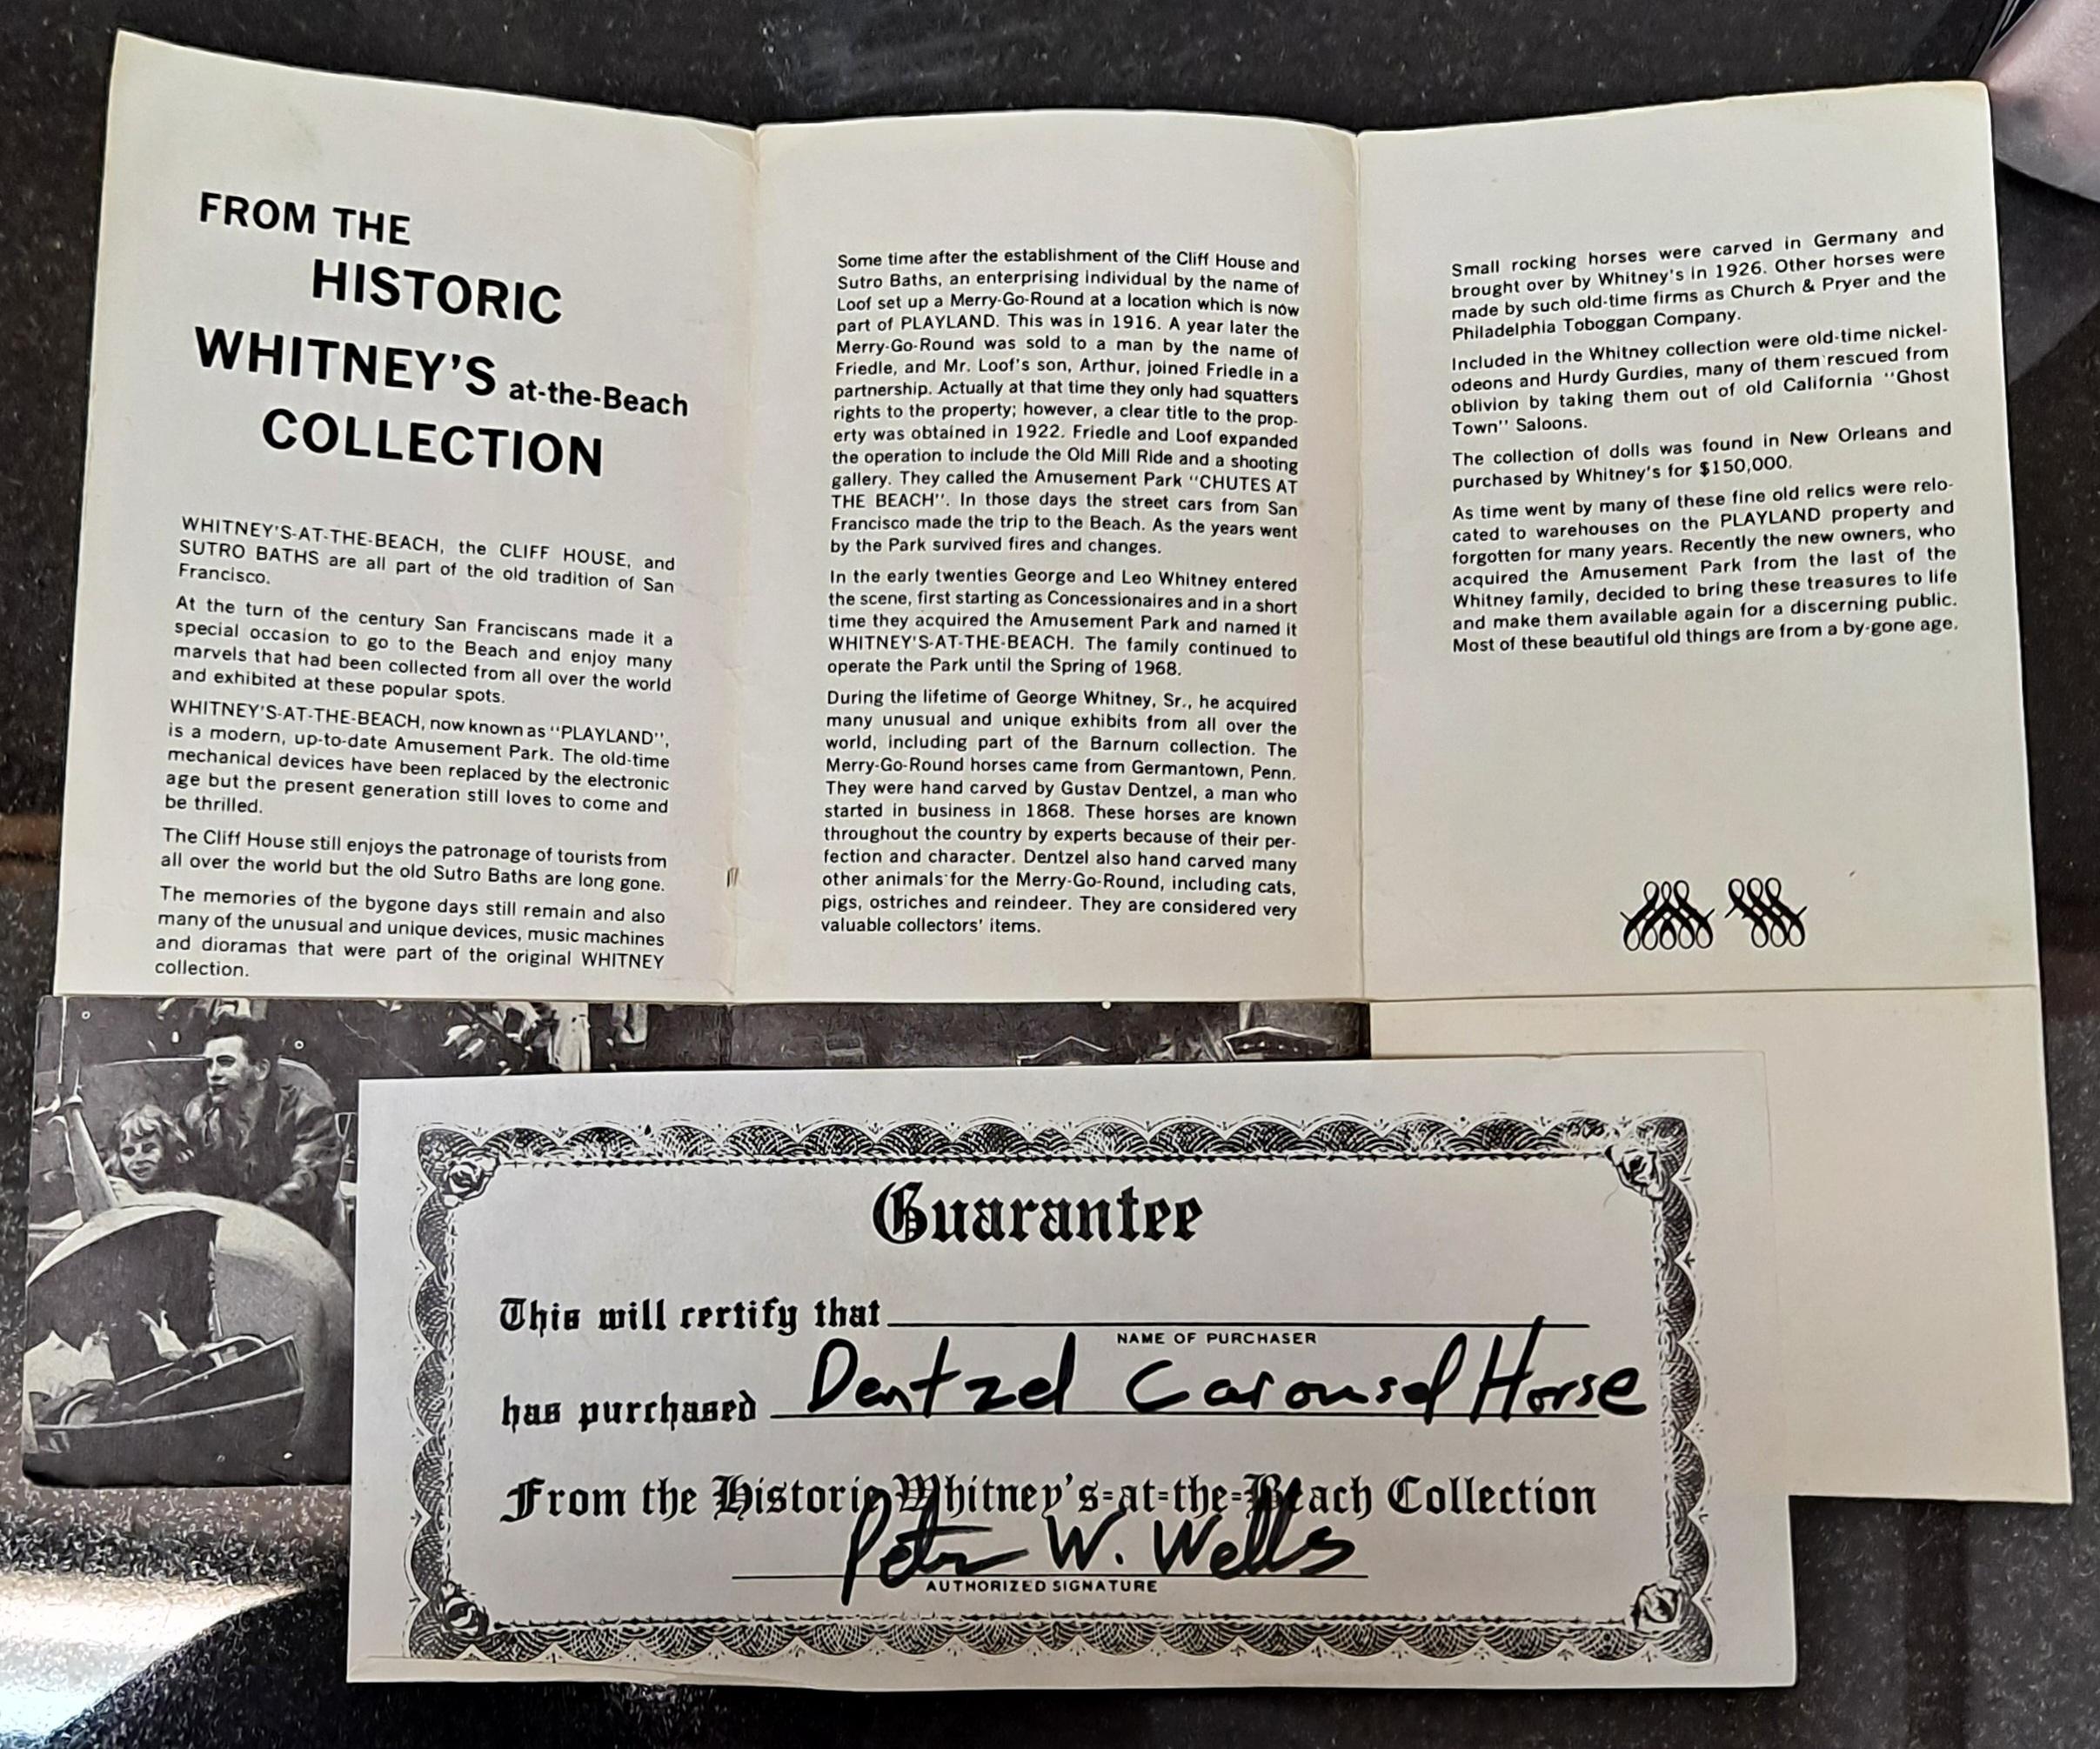 FROM THE
HISTORIC
WHITNEY'S at-the-Beach
COLLECTION
WHITNEY'S-AT-THE-BEACH, the CLIFF HOUSE, and
SUTRO BATHS are all part of the old tradition of San
Francisco.
At the turn of the century San Franciscans made it a
special occasion to go to the Beach and enjoy many
marvels that had been collected from all over the world
and exhibited at these popular spots.
WHITNEY'S-AT-THE-BEACH, now known as "PLAYLAND",
is a modern, up-to-date Amusement Park. The old-time
mechanical devices have been replaced by the electronic
age but the present generation still loves to come and
be thrilled.
The Cliff House still enjoys the patronage of tourists from
all over the world but the old Sutro Baths are long gone.
The memories of the bygone days still remain and also
many of the unusual and unique devices, music machines
and dioramas that were part of the original WHITNEY
collection.
Some time after the establishment of the Cliff House and
Sutro Baths, an enterprising individual by the name of
Loof set up a Merry-Go-Round at a location which is now
part of PLAYLAND. This was in 1916. A year later the
Merry-Go-Round was sold to a man by the name of
Friedle, and Mr. Loof's son, Arthur, joined Friedle in a
partnership. Actually at that time they only had squatters
rights to the property; however, a clear title to the prop-
erty was obtained in 1922. Friedle and Loof expanded
the operation to include the Old Mill Ride and a shooting
gallery. They called the Amusement Park "CHUTES AT
THE BEACH". In those days the street cars from San
Francisco made the trip to the Beach. As the years went
by the Park survived fires and changes.
In the early twenties George and Leo Whitney entered
the scene, first starting as Concessionaires and in a short
time they acquired the Amusement Park and named it
WHITNEY'S-AT-THE-BEACH. The family continued to
operate the Park until the Spring of 1968.
During the lifetime of George Whitney, Sr., he acquired
many unusual and unique exhibits from all over the
world, including part of the Barnum collection. The
Merry-Go-Round horses came from Germantown, Penn.
They were hand carved by Gustav Dentzel, a man who
started in business in 1868. These horses are known
throughout the country by experts because of their per-
fection and character. Dentzel also hand carved many
other animals for the Merry-Go-Round, including cats,
pigs, ostriches and reindeer. They are considered very
valuable collectors' items.
Small rocking horses were carved in Germany and
brought over by Whitney's in 1926. Other horses were
made by such old-time firms as Church & Pryer and the
Philadelphia Toboggan Company.
Included in the Whitney collection were old-time nickel-
odeons and Hurdy Gurdies, many of them rescued from
oblivion by taking them out of old California "Ghost
Town" Saloons.
The collection of dolls was found in New Orleans and
purchased by Whitney's for $150,000.
As time went by many of these fine old relics were relo-
cated to warehouses on the PLAYLAND property and
forgotten for many years. Recently the new owners, who
acquired the Amusement Park from the last of the
Whitney family, decided to bring these treasures to life
and make them available again for a discerning public.
Most of these beautiful old things are from a by-gone age.
Guarantee
This will certify that
NAME OF PURCHASER
has purchased Dentzel Carousel Horse
From the Historic Whitney's-at-the-Beach Collection
Peter W. Wells
AUTHORIZED SIGNATURE